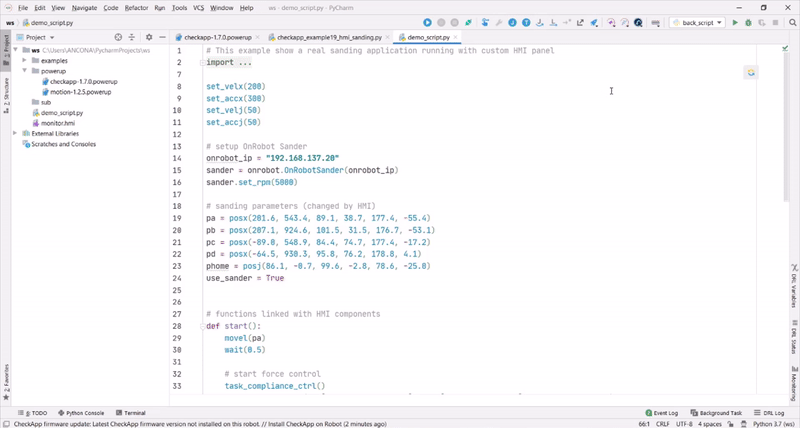 File Edit View Navigate Code Refactor Run Tools VCS Window DRL Help ws - demo_script.py - PyCharm
ws demo_script.py
back_script
Project
checkapp-1.7.0.powerup
checkapp_example19_hmi_sanding.py
demo_script.py
ws C:\Users\ANCONA\PycharmProjects\ws
examples
powerup
checkapp-1.7.0.powerup
motion-1.2.5.powerup
sub
demo_script.py
monitor.hmi
External Libraries
Scratches and Consoles
1 # This example show a real sanding application running with custom HMI panel
2 import ...
7
8 set_velx(200)
9 set_accx(300)
10 set_velj(50)
11 set_accj(50)
12
13 # setup OnRobot Sander
14 onrobot_ip = "192.168.137.20"
15 sander = onrobot.OnRobotSander(onrobot_ip)
16 sander.set_rpm(5000)
17
18 # sanding parameters (changed by HMI)
19 pa = posx(201.6, 543.4, 89.1, 38.7, 177.4, -55.4)
20 pb = posx(207.1, 924.6, 101.5, 31.5, 176.7, -53.1)
21 pc = posx(-89.8, 548.9, 84.4, 74.7, 177.4, -17.2)
22 pd = posx(-64.5, 930.3, 95.8, 76.2, 178.8, 4.1)
23 phome = posj(86.1, -8.7, 99.6, -2.8, 78.6, -25.0)
24 use_sander = True
25
26
27 # functions linked with HMI components
28 def start():
29 movel(pa)
30 wait(0.5)
31
32 # start force control
33 task_compliance_ctrl()
1: Project
7: Structure
2: Favorites
DRL Variables
DRL Status
Monitoring
6: TODO Python Console Terminal
Event Log Background Task DRL Log
CheckApp firmware update: Latest CheckApp firmware version not installed on this robot. // Install CheckApp on Robot (2 minutes ago)
66:1 CRLF UTF-8 4 spaces Python 3.7 (ws)